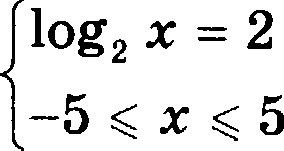 log₂ x = 2
−5 ⩽ x ⩽ 5